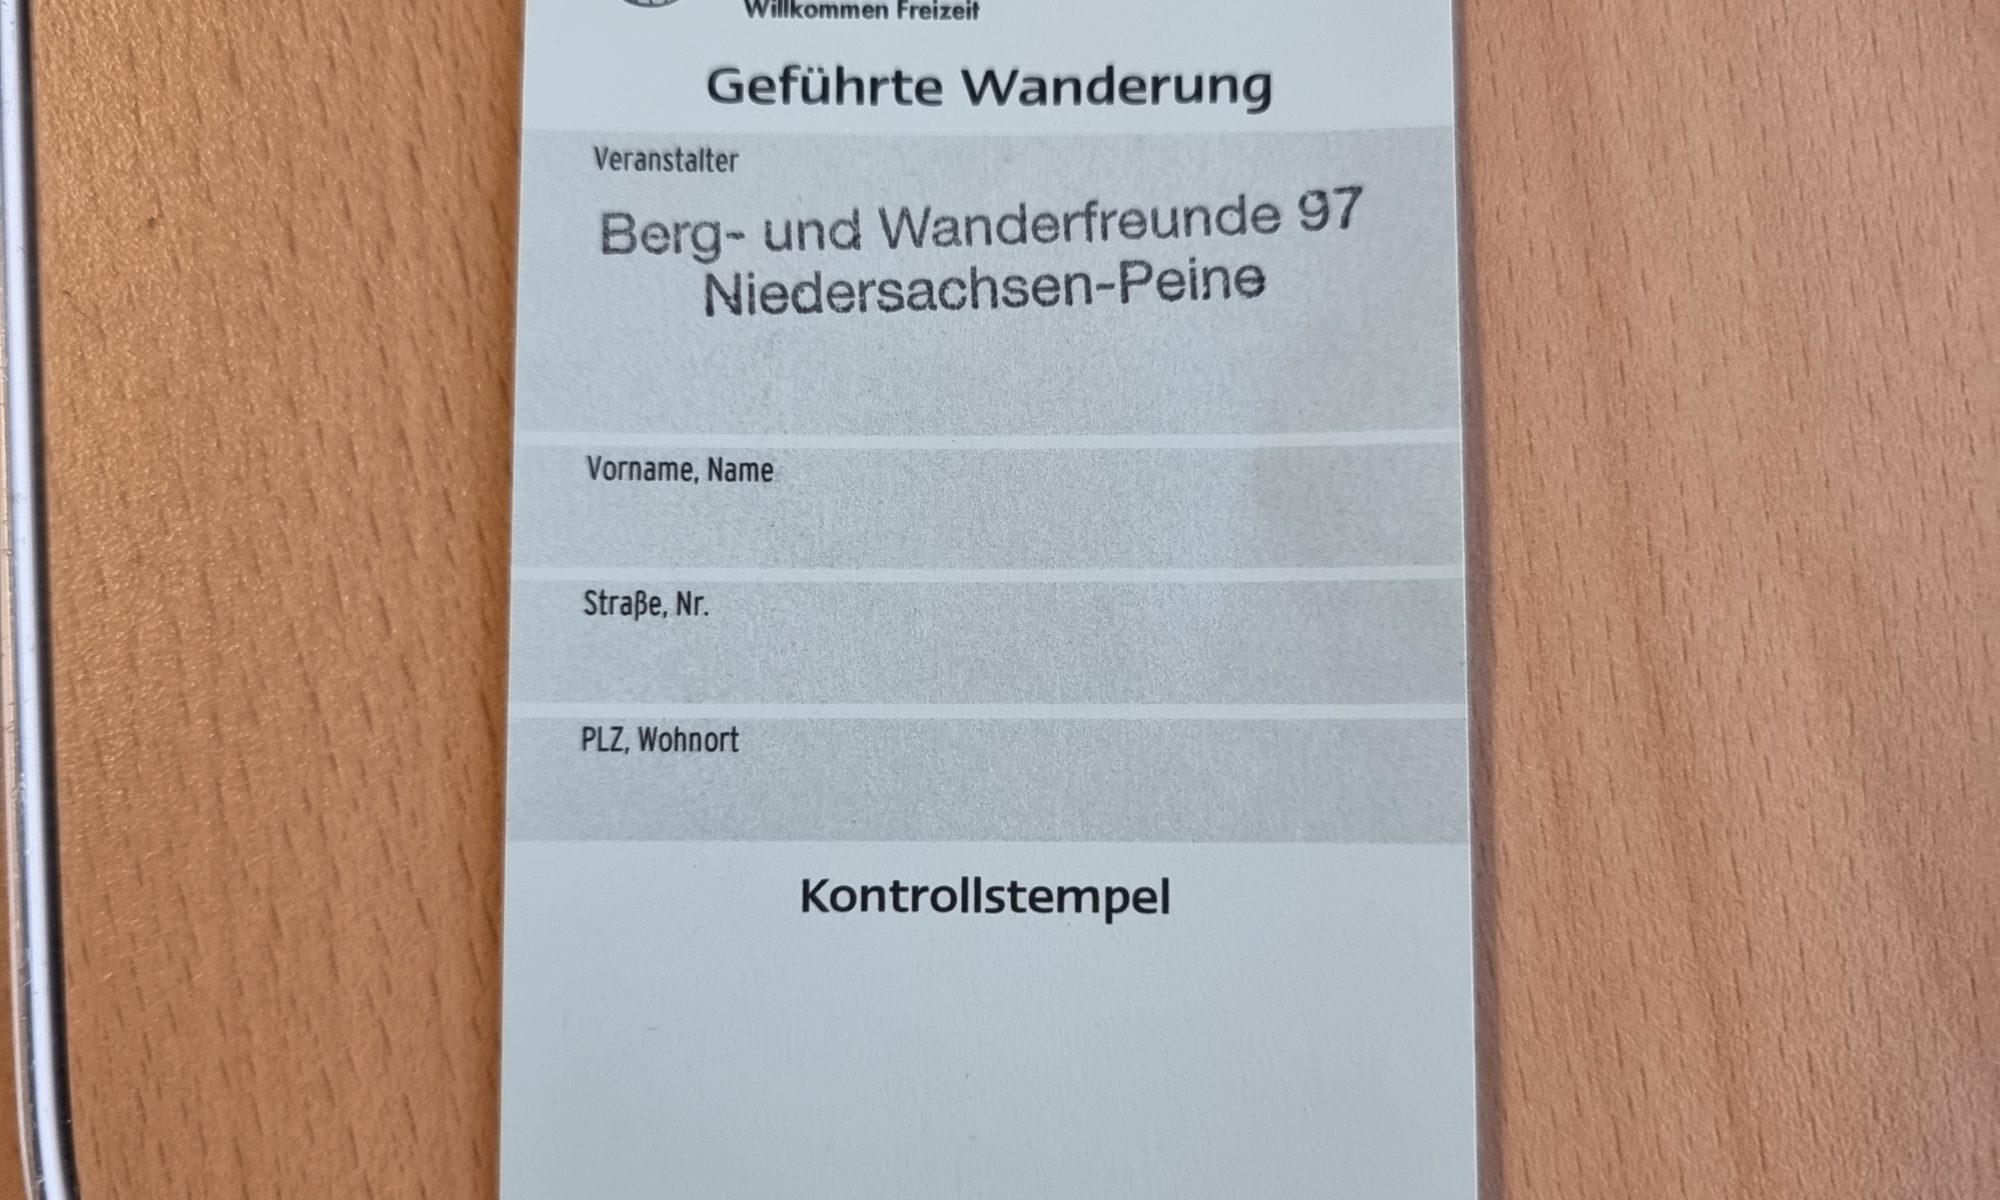 Willkommen Freizeit
Geführte Wanderung
Veranstalter
Berg- und Wanderfreunde 97
Niedersachsen-Peine
Vorname, Name
Straße, Nr.
PLZ, Wohnort
Kontrollstempel